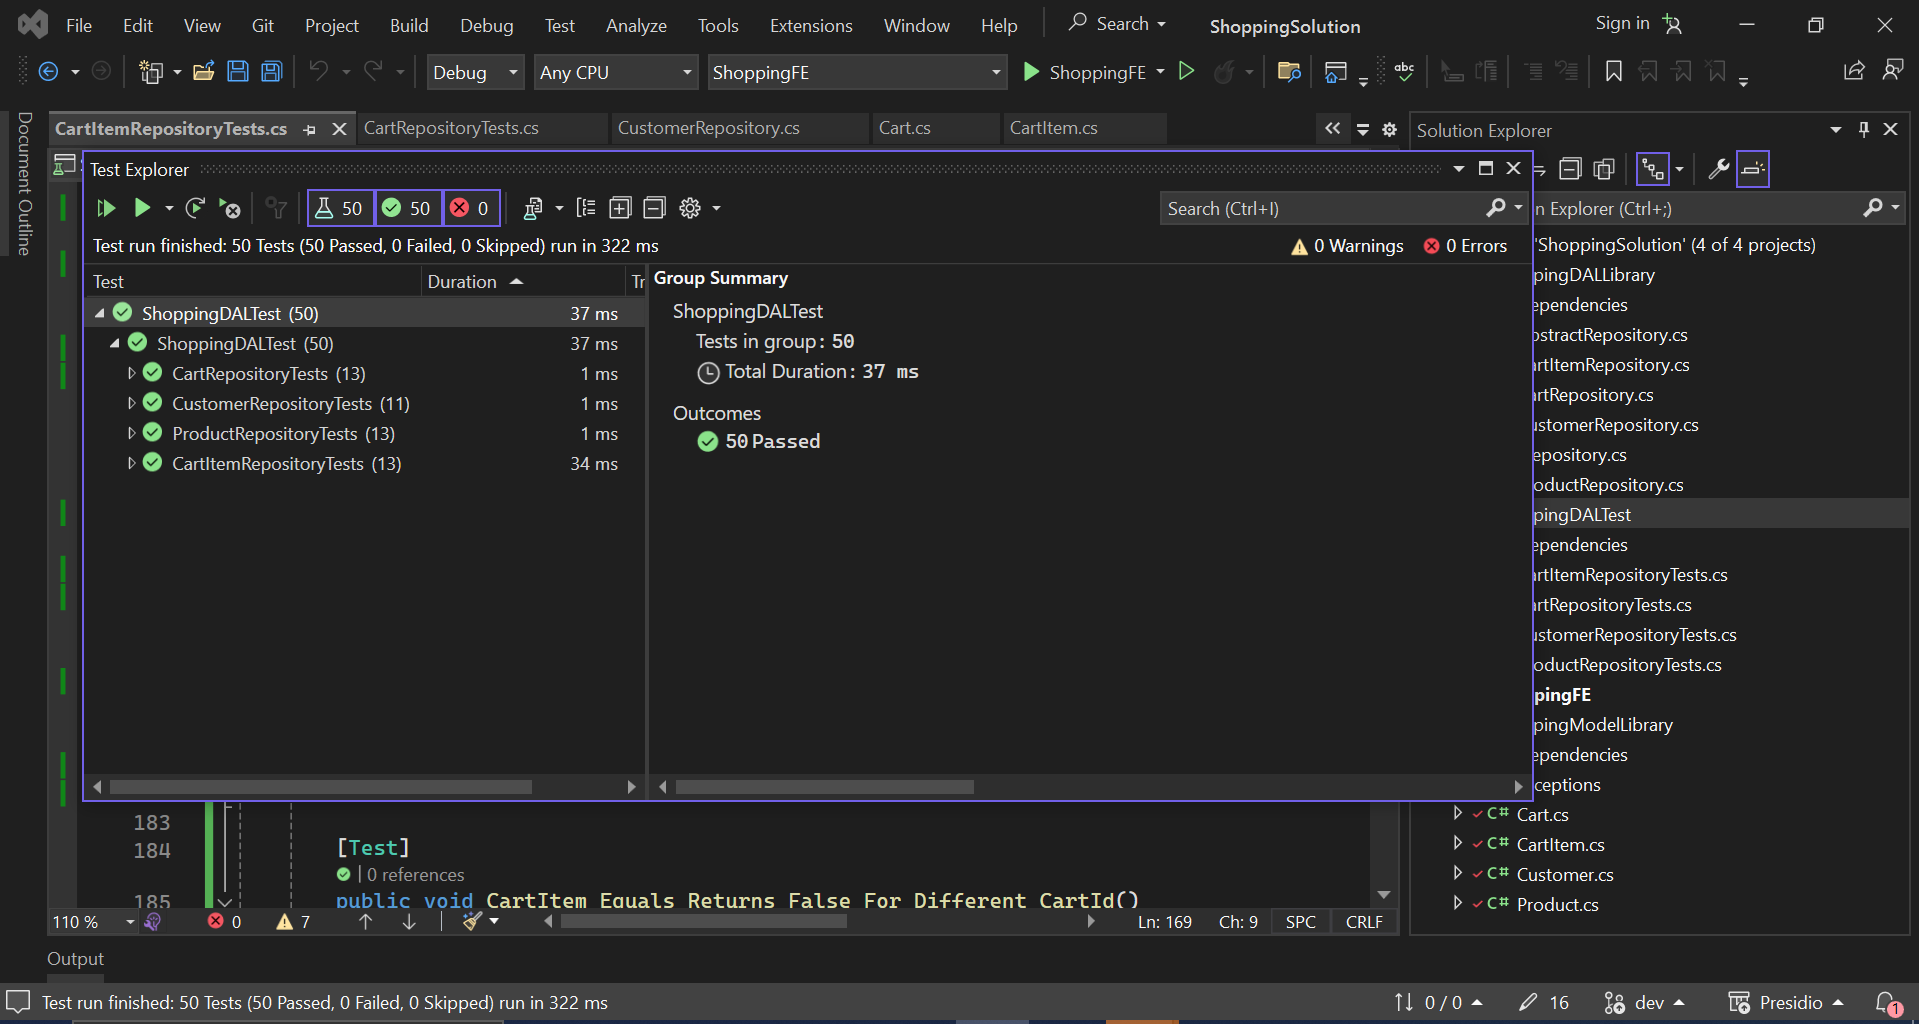 File Edit View Git Project Build Debug Test Analyze Tools Extensions Window Help Search ShoppingSolution Sign in
Debug Any CPU ShoppingFE ShoppingFE abc
Document Outline
CartItemRepositoryTests.cs CartRepositoryTests.cs CustomerRepository.cs Cart.cs CartItem.cs
Solution Explorer
Test Explorer
50 50 0
Search (Ctrl+I)
n Explorer (Ctrl+;)
Test run finished: 50 Tests (50 Passed, 0 Failed, 0 Skipped) run in 322 ms
0 Warnings 0 Errors
Test Duration Tr
ShoppingDALTest (50) 37 ms
ShoppingDALTest (50) 37 ms
CartRepositoryTests (13) 1 ms
CustomerRepositoryTests (11) 1 ms
ProductRepositoryTests (13) 1 ms
CartItemRepositoryTests (13) 34 ms
Group Summary
ShoppingDALTest
Tests in group: 50
Total Duration: 37 ms
Outcomes
50 Passed
'ShoppingSolution' (4 of 4 projects)
pingDALLibrary
ependencies
bstractRepository.cs
artItemRepository.cs
artRepository.cs
ustomerRepository.cs
epository.cs
oductRepository.cs
pingDALTest
ependencies
artItemRepositoryTests.cs
artRepositoryTests.cs
ustomerRepositoryTests.cs
oductRepositoryTests.cs
pingFE
pingModelLibrary
ependencies
ceptions
C# Cart.cs
C# CartItem.cs
C# Customer.cs
C# Product.cs
183
184 [Test]
0 references
185 public void CartItem_Equals_Returns_False_For_Different_CartId()
110 % 0 7 Ln: 169 Ch: 9 SPC CRLF
Output
Test run finished: 50 Tests (50 Passed, 0 Failed, 0 Skipped) run in 322 ms
0 / 0 16 dev Presidio 1